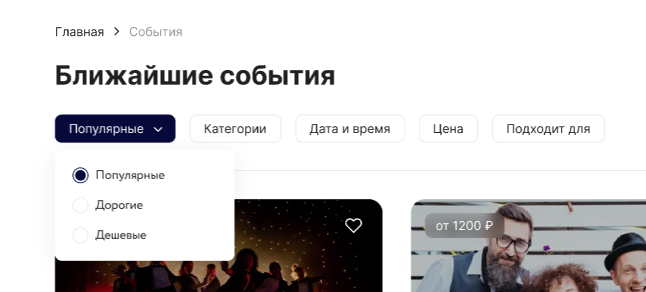 Главная > События
Ближайшие события
Популярные Категории Дата и время Цена Подходит для
Популярные
Дорогие
Дешевые
от 1200 ₽